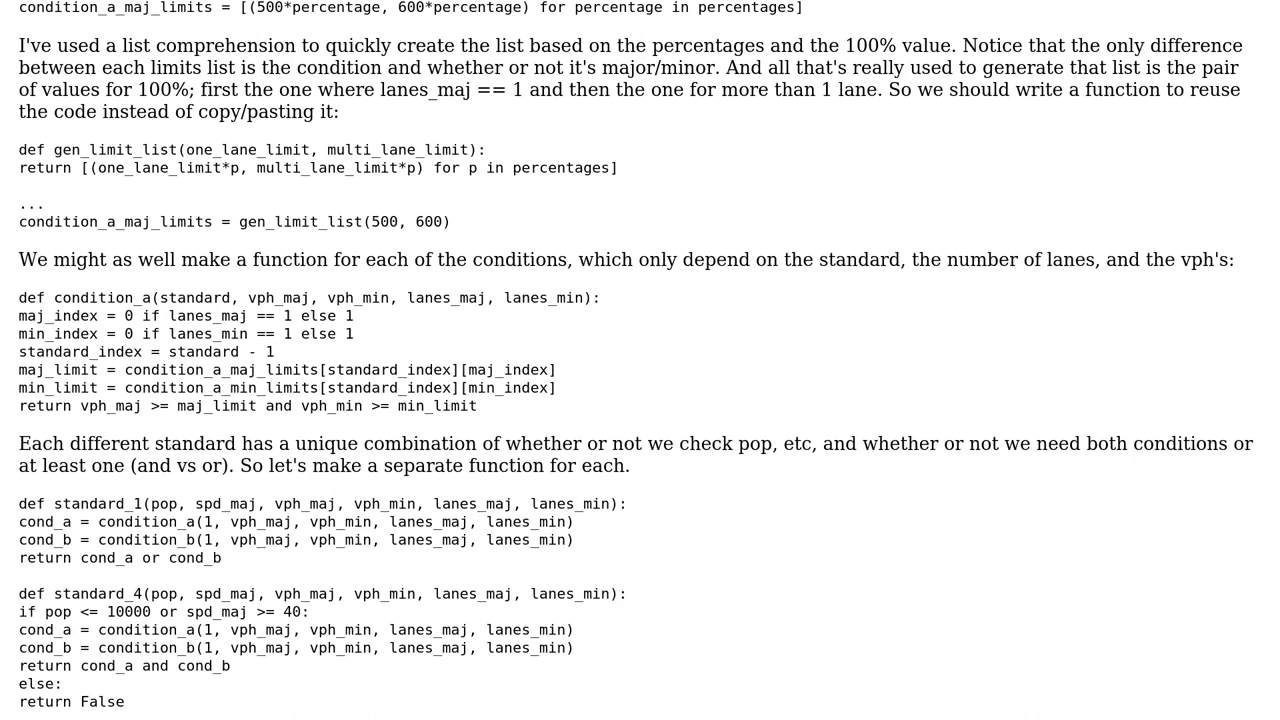 condition_a_maj_limits = [(500*percentage, 600*percentage) for percentage in percentages]
I've used a list comprehension to quickly create the list based on the percentages and the 100% value. Notice that the only difference
between each limits list is the condition and whether or not it's major/minor. And all that's really used to generate that list is the pair
of values for 100%; first the one where lanes_maj == 1 and then the one for more than 1 lane. So we should write a function to reuse
the code instead of copy/pasting it:
def gen_limit_list(one_lane_limit, multi_lane_limit):
return [(one_lane_limit*p, multi_lane_limit*p) for p in percentages]
...
condition_a_maj_limits = gen_limit_list(500, 600)
We might as well make a function for each of the conditions, which only depend on the standard, the number of lanes, and the vph's:
def condition_a(standard, vph_maj, vph_min, lanes_maj, lanes_min):
maj_index = 0 if lanes_maj == 1 else 1
min_index = 0 if lanes_min == 1 else 1
standard_index = standard - 1
maj_limit = condition_a_maj_limits[standard_index][maj_index]
min_limit = condition_a_min_limits[standard_index][min_index]
return vph_maj >= maj_limit and vph_min >= min_limit
Each different standard has a unique combination of whether or not we check pop, etc, and whether or not we need both conditions or
at least one (and vs or). So let's make a separate function for each.
def standard_1(pop, spd_maj, vph_maj, vph_min, lanes_maj, lanes_min):
cond_a = condition_a(1, vph_maj, vph_min, lanes_maj, lanes_min)
cond_b = condition_b(1, vph_maj, vph_min, lanes_maj, lanes_min)
return cond_a or cond_b
def standard_4(pop, spd_maj, vph_maj, vph_min, lanes_maj, lanes_min):
if pop <= 10000 or spd_maj >= 40:
cond_a = condition_a(1, vph_maj, vph_min, lanes_maj, lanes_min)
cond_b = condition_b(1, vph_maj, vph_min, lanes_maj, lanes_min)
return cond_a and cond_b
else:
return False